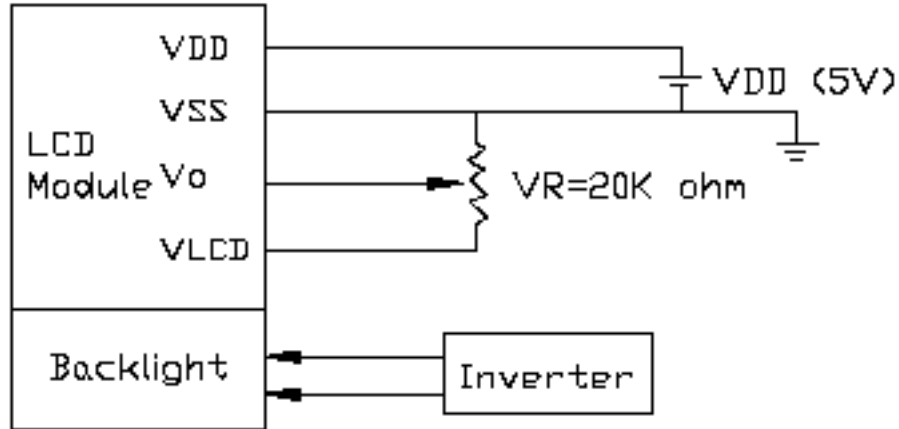 VDD
VDD (5V)
VSS
LCD
Module
Vo
VR=20K ohm
VLCD
Backlight
Inverter